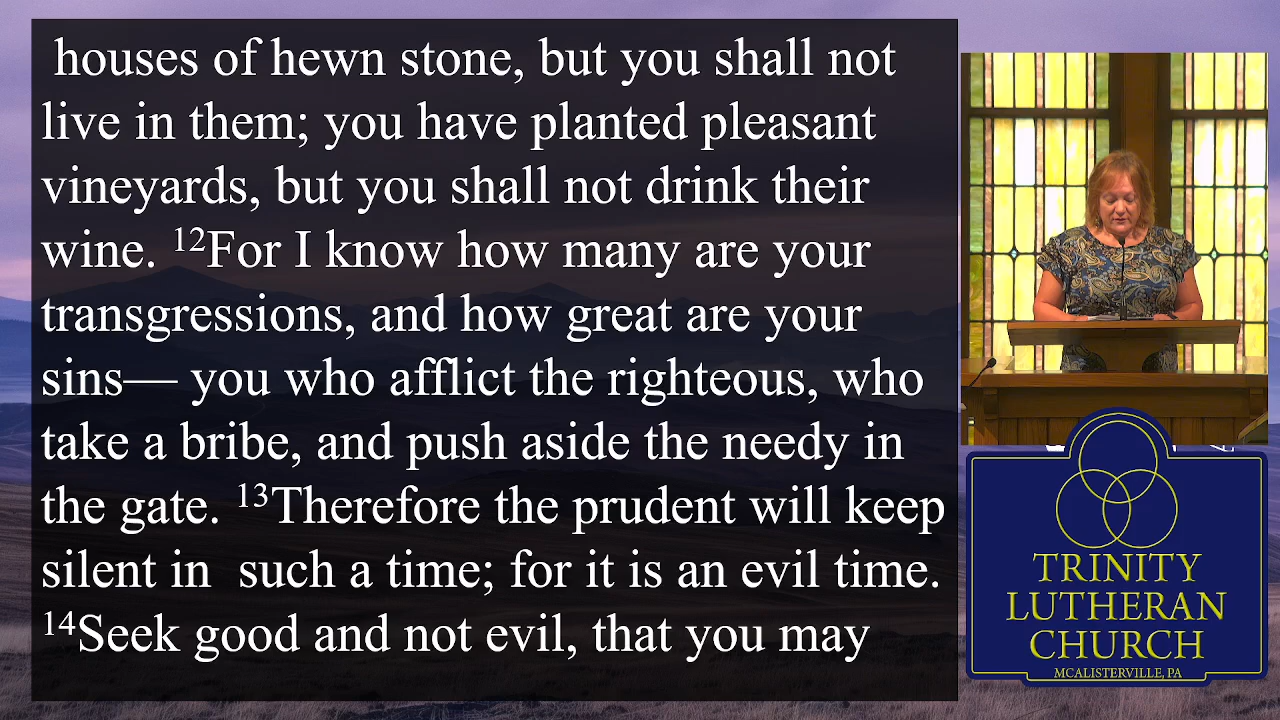 houses of hewn stone, but you shall not
live in them; you have planted pleasant
vineyards, but you shall not drink their
wine. 12For I know how many are your
transgressions, and how great are your
sins— you who afflict the righteous, who
take a bribe, and push aside the needy in
the gate. 13Therefore the prudent will keep
silent in  such a time; for it is an evil time.
14Seek good and not evil, that you may
TRINITY
LUTHERAN
CHURCH
MCALISTERVILLE, PA